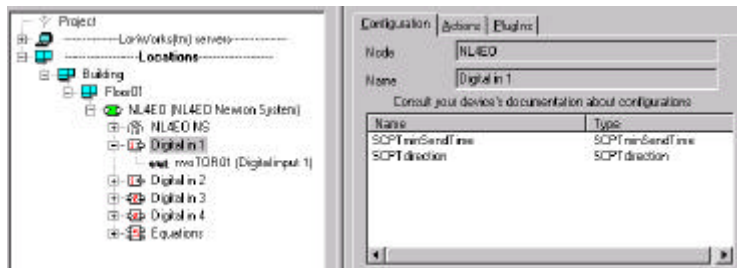 Project
LonWorks(tm) servers
Locations
Building
Floor01
NL4EO (NL4EO Newron System)
NL4EO NS
Digital in 1
nvoTOR01 (Digital input 1)
Digital in 2
Digital in 3
Digital in 4
Equations
Configuration Actions PlugIns
Node NL4EO
Name Digital in 1
Consult your device's documentation about configurations
Name Type
SCPTminSendTime SCPTminSendTime
SCPTdirection SCPTdirection